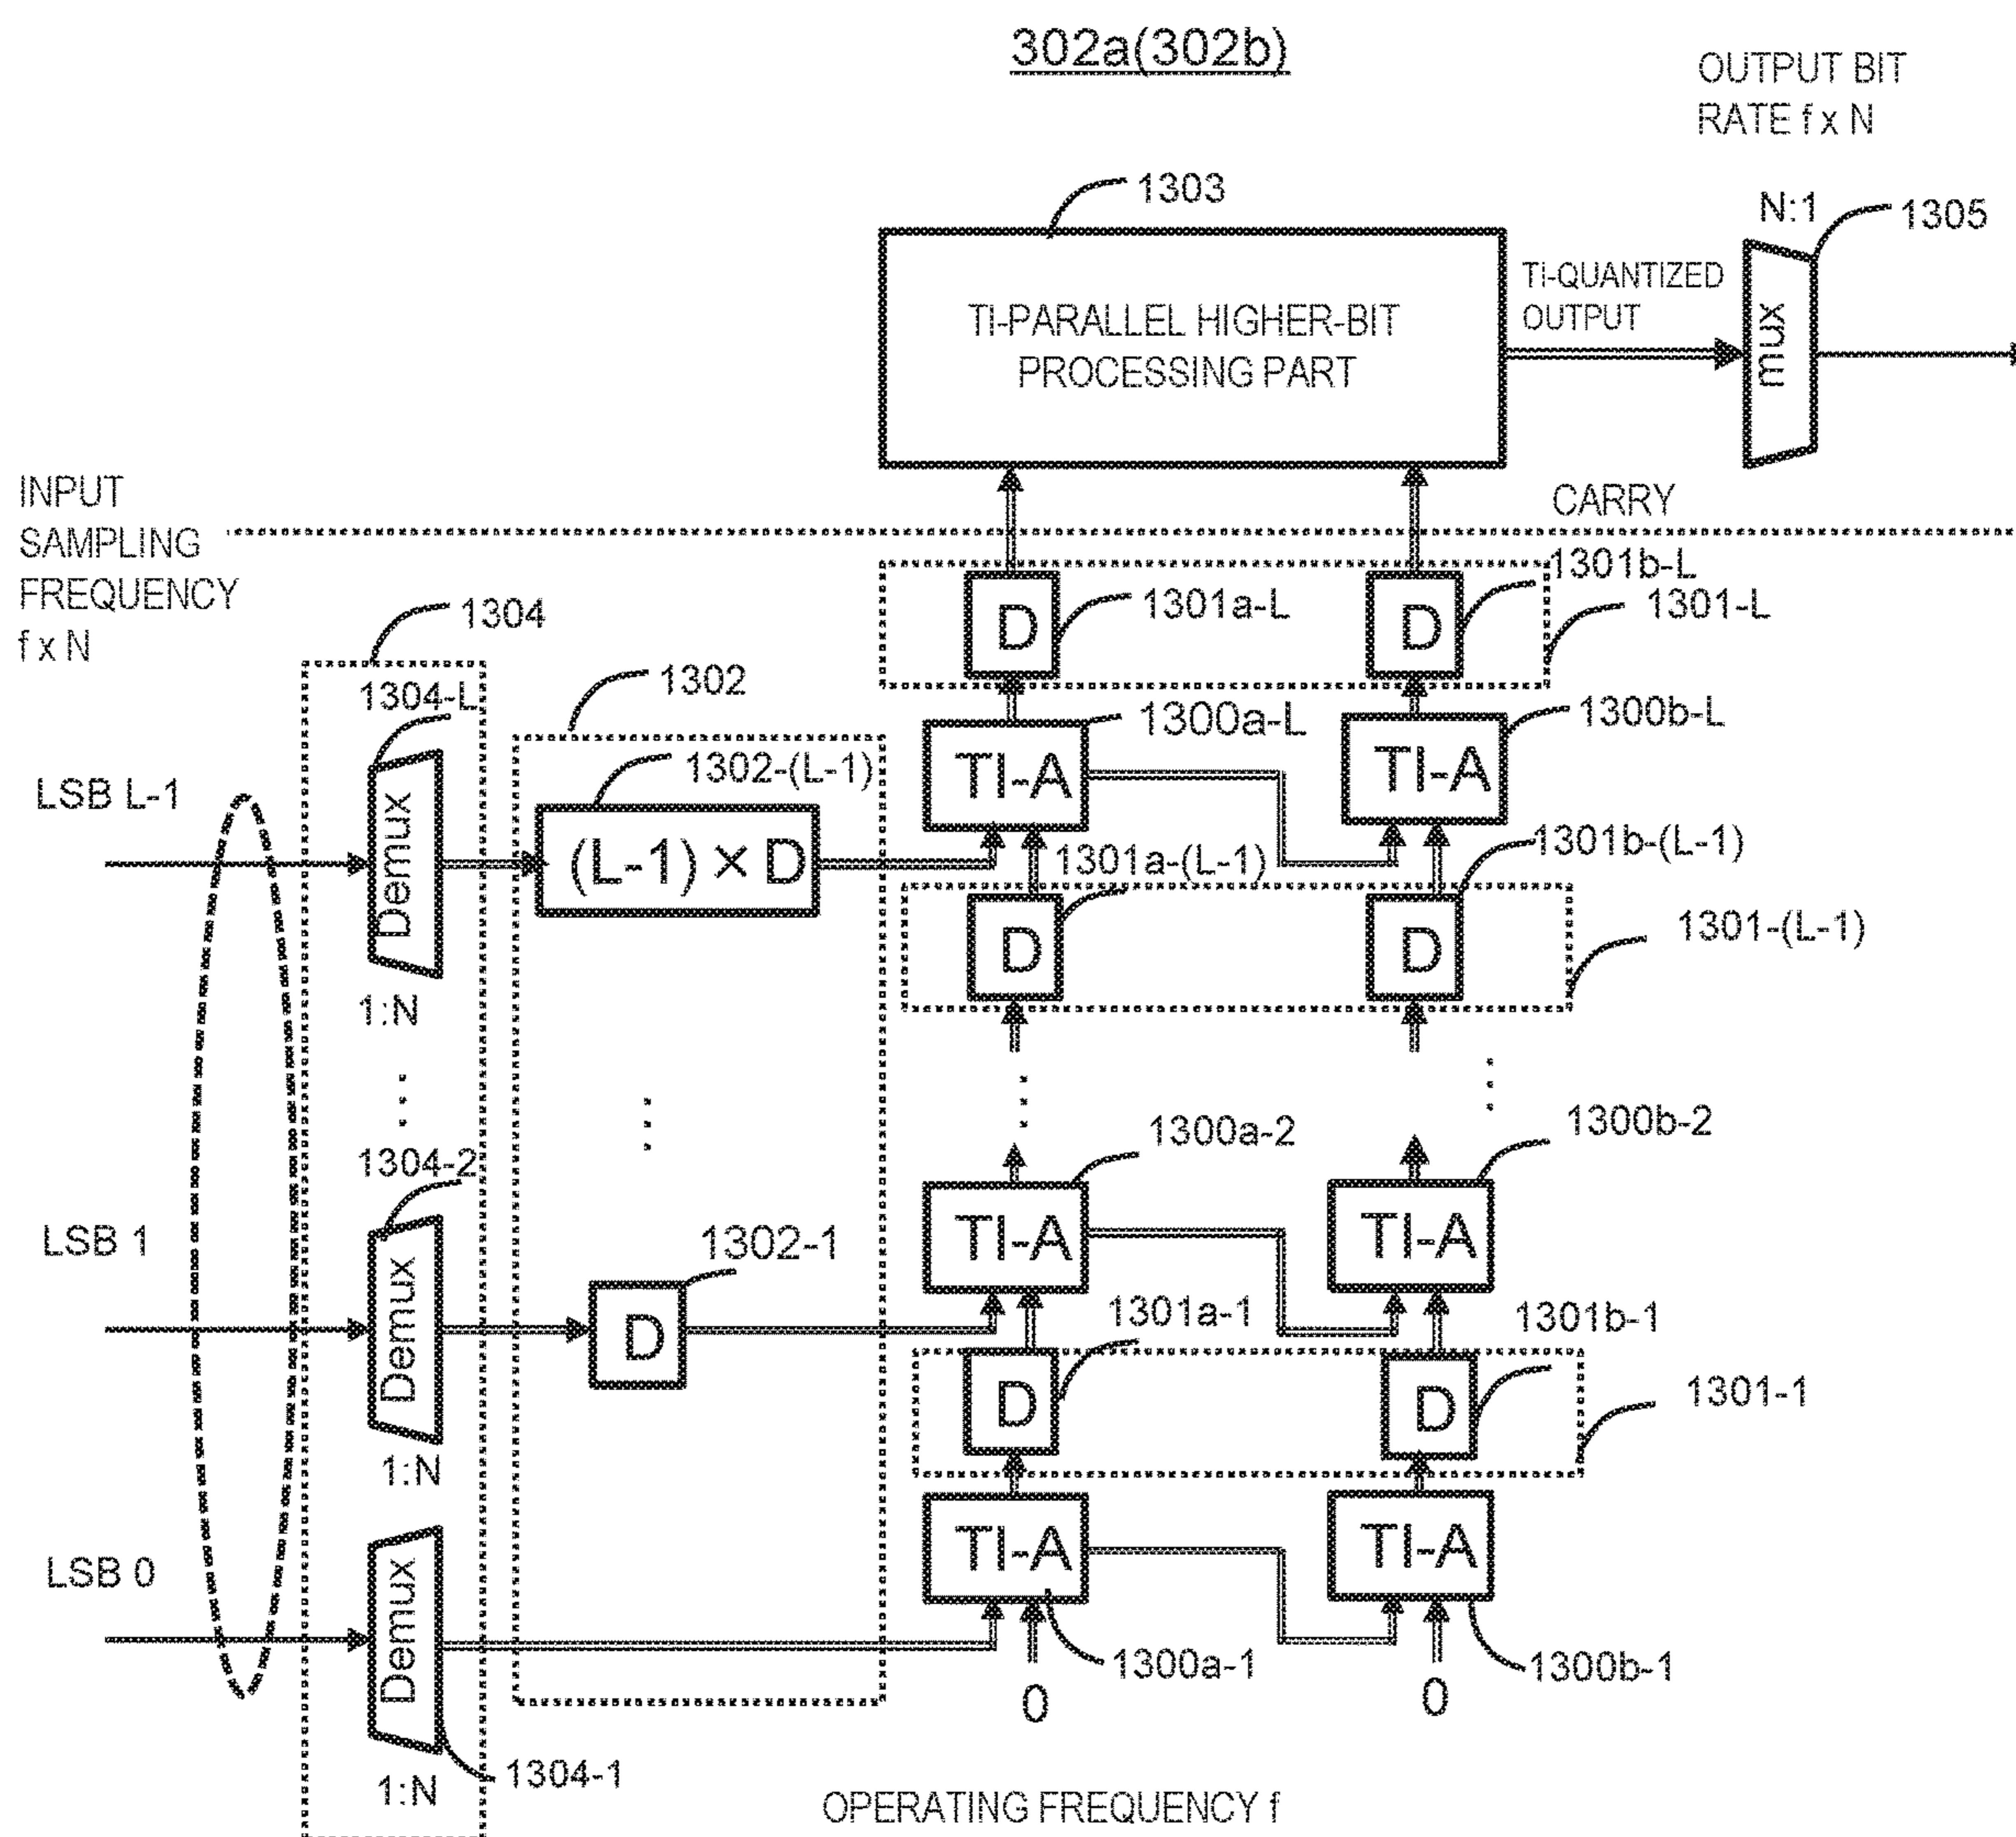 302a(302b)
OUTPUT BIT
RATE f x N
1303
N:1
1305
TI-PARALLEL HIGHER-BIT
PROCESSING PART
TI-QUANTIZED
OUTPUT
mux
INPUT
SAMPLING
FREQUENCY
f x N
CARRY
1304
1302
D
1301a-L
D
1301b-L
1301-L
1304-L
1302-(L-1)
1300a-L
1300b-L
LSB L-1
Demux
(L-1) × D
TI-A
TI-A
1301a-(L-1)
1301b-(L-1)
D
D
1301-(L-1)
1:N
1304-2
1300a-2
1300b-2
LSB 1
Demux
1302-1
D
TI-A
TI-A
1301a-1
1301b-1
D
D
1301-1
1:N
LSB 0
Demux
TI-A
TI-A
1300a-1
1300b-1
0
0
1:N
1304-1
OPERATING FREQUENCY f